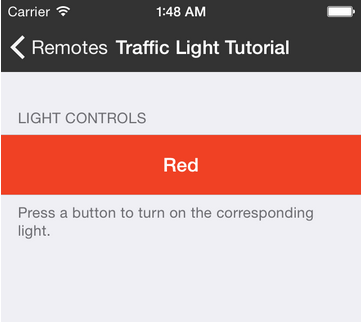 Carrier 1:48 AM
Remotes Traffic Light Tutorial
LIGHT CONTROLS
Red
Press a button to turn on the corresponding
light.